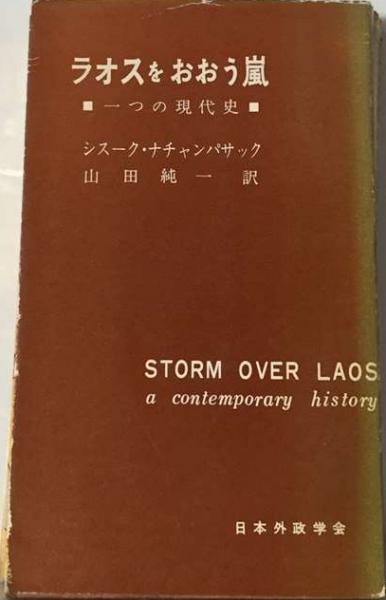 ラオスをおおう嵐
■ 一つの現代史 ■
シスーク・ナチャンパサック
山田純一訳
STORM OVER LAOS
a contemporary history
日本外政学会